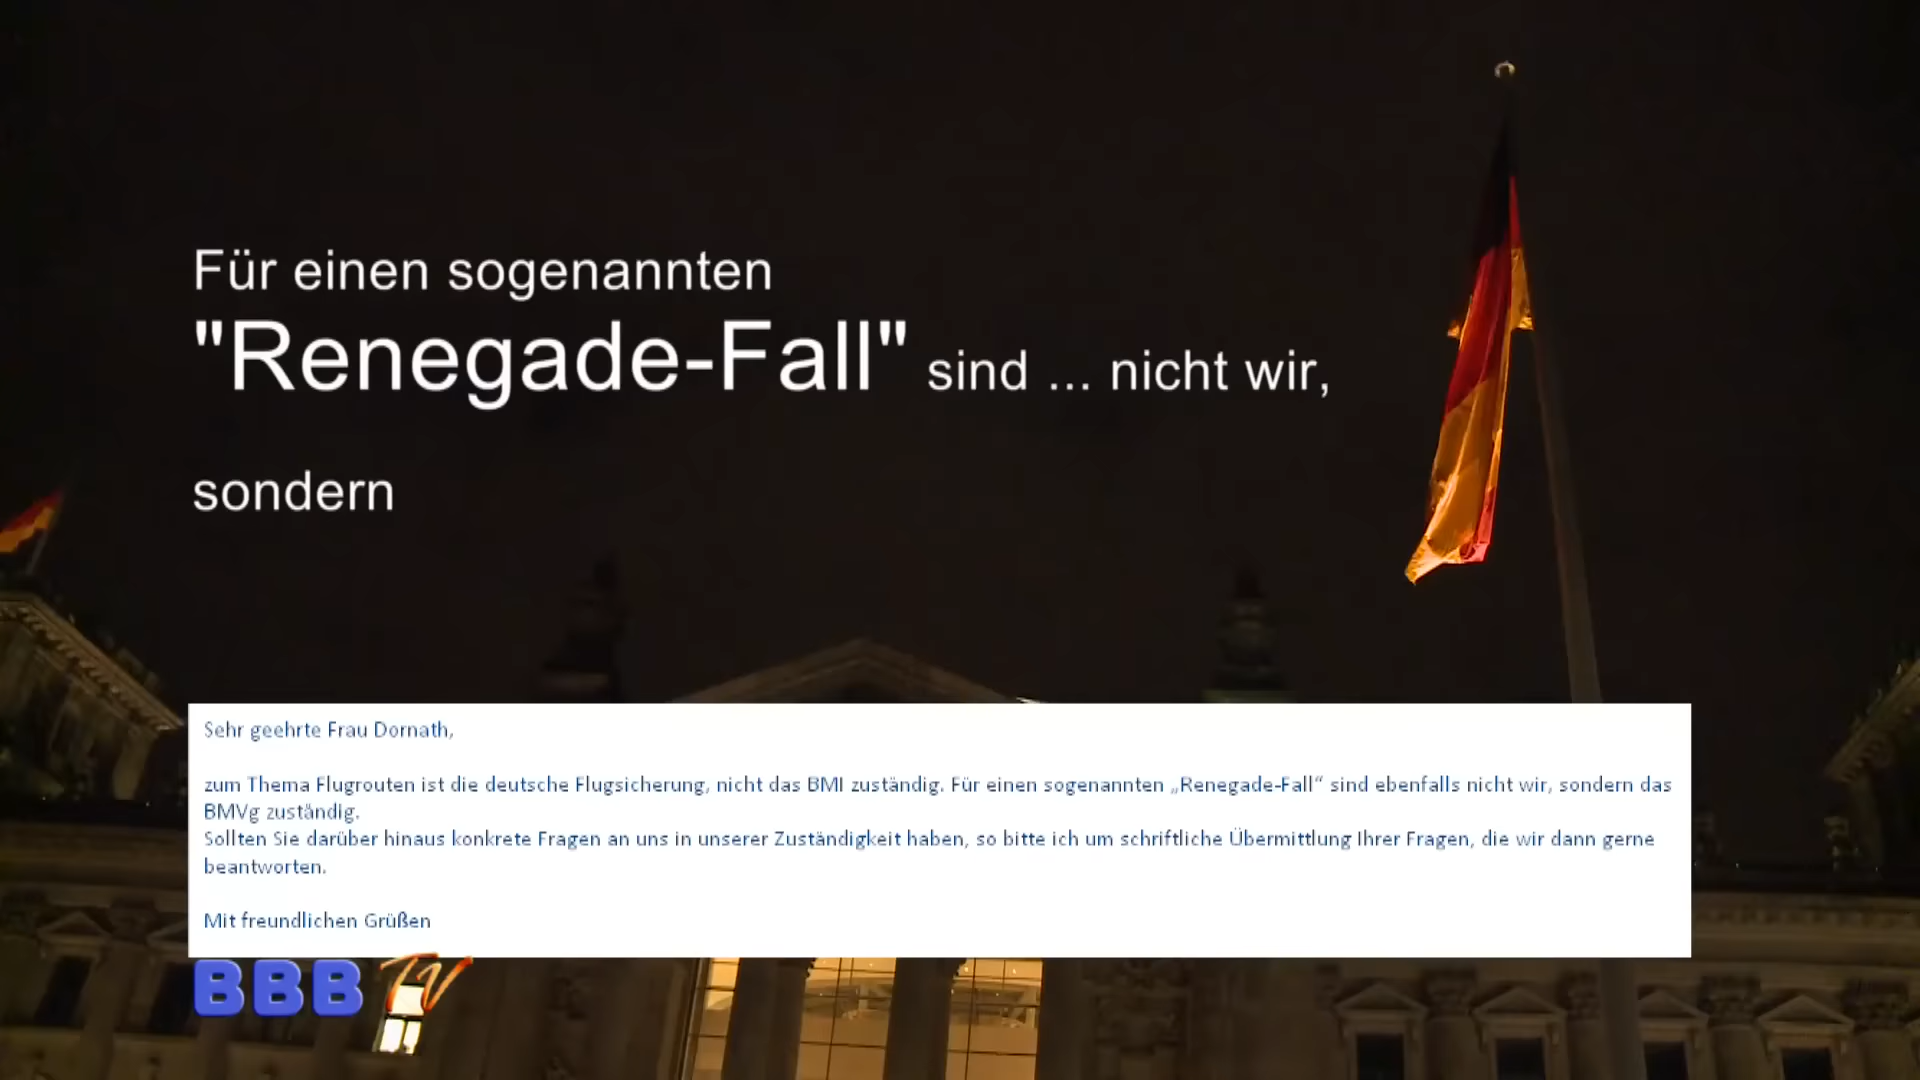 Für einen sogenannten
"Renegade-Fall" sind ... nicht wir,
sondern
Sehr geehrte Frau Dornath,
zum Thema Flugrouten ist die deutsche Flugsicherung, nicht das BMI zuständig. Für einen sogenannten „Renegade-Fall“ sind ebenfalls nicht wir, sondern das
BMVg zuständig.
Sollten Sie darüber hinaus konkrete Fragen an uns in unserer Zuständigkeit haben, so bitte ich um schriftliche Übermittlung Ihrer Fragen, die wir dann gerne
beantworten.
Mit freundlichen Grüßen
BBB TV